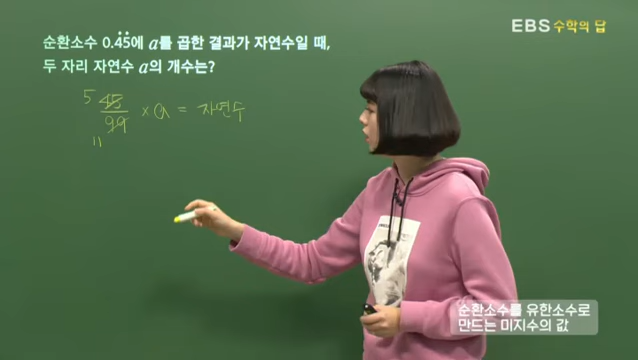 EBS 수학의 답
순환소수 0.4̇5̇에 a를 곱한 결과가 자연수일 때,
두 자리 자연수 a의 개수는?
5 45
99 × a = 자연수
11
순환소수를 유한소수로
만드는 미지수의 값